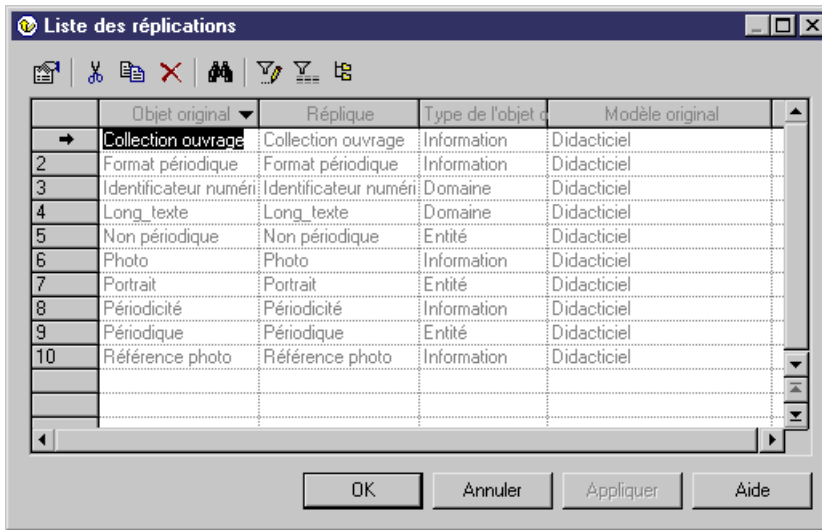 Liste des réplications
Objet original Réplique Type de l'objet Modèle original
Collection ouvrage Collection ouvrage Information Didacticiel
2 Format périodique Format périodique Information Didacticiel
3 Identificateur numéri Identificateur numéri Domaine Didacticiel
4 Long_texte Long_texte Domaine Didacticiel
5 Non périodique Non périodique Entité Didacticiel
6 Photo Photo Information Didacticiel
7 Portrait Portrait Entité Didacticiel
8 Périodicité Périodicité Information Didacticiel
9 Périodique Périodique Entité Didacticiel
10 Référence photo Référence photo Information Didacticiel
OK Annuler Appliquer Aide